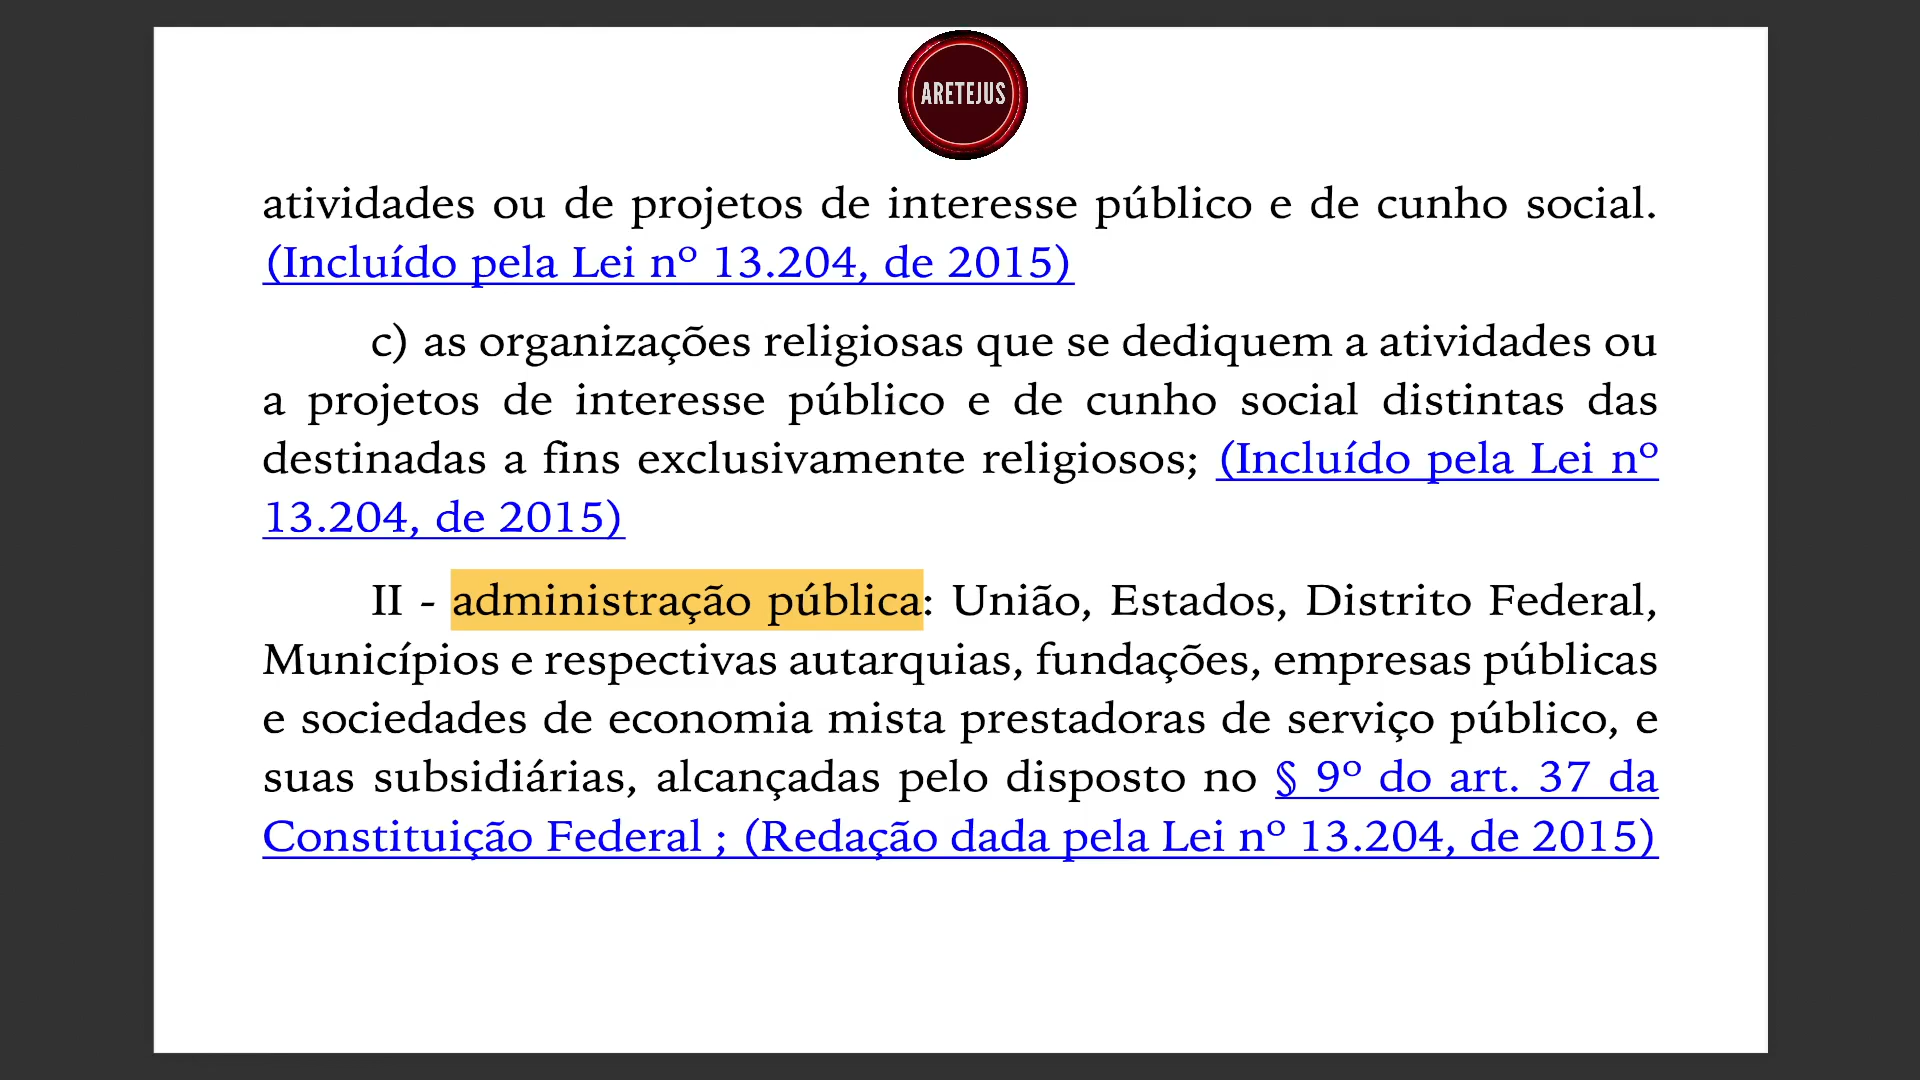 ARETEJUS
atividades ou de projetos de interesse público e de cunho social.
(Incluído pela Lei nº 13.204, de 2015)
c) as organizações religiosas que se dediquem a atividades ou
a projetos de interesse público e de cunho social distintas das
destinadas a fins exclusivamente religiosos; (Incluído pela Lei nº
13.204, de 2015)
II - administração pública: União, Estados, Distrito Federal,
Municípios e respectivas autarquias, fundações, empresas públicas
e sociedades de economia mista prestadoras de serviço público, e
suas subsidiárias, alcançadas pelo disposto no § 9º do art. 37 da
Constituição Federal ; (Redação dada pela Lei nº 13.204, de 2015)